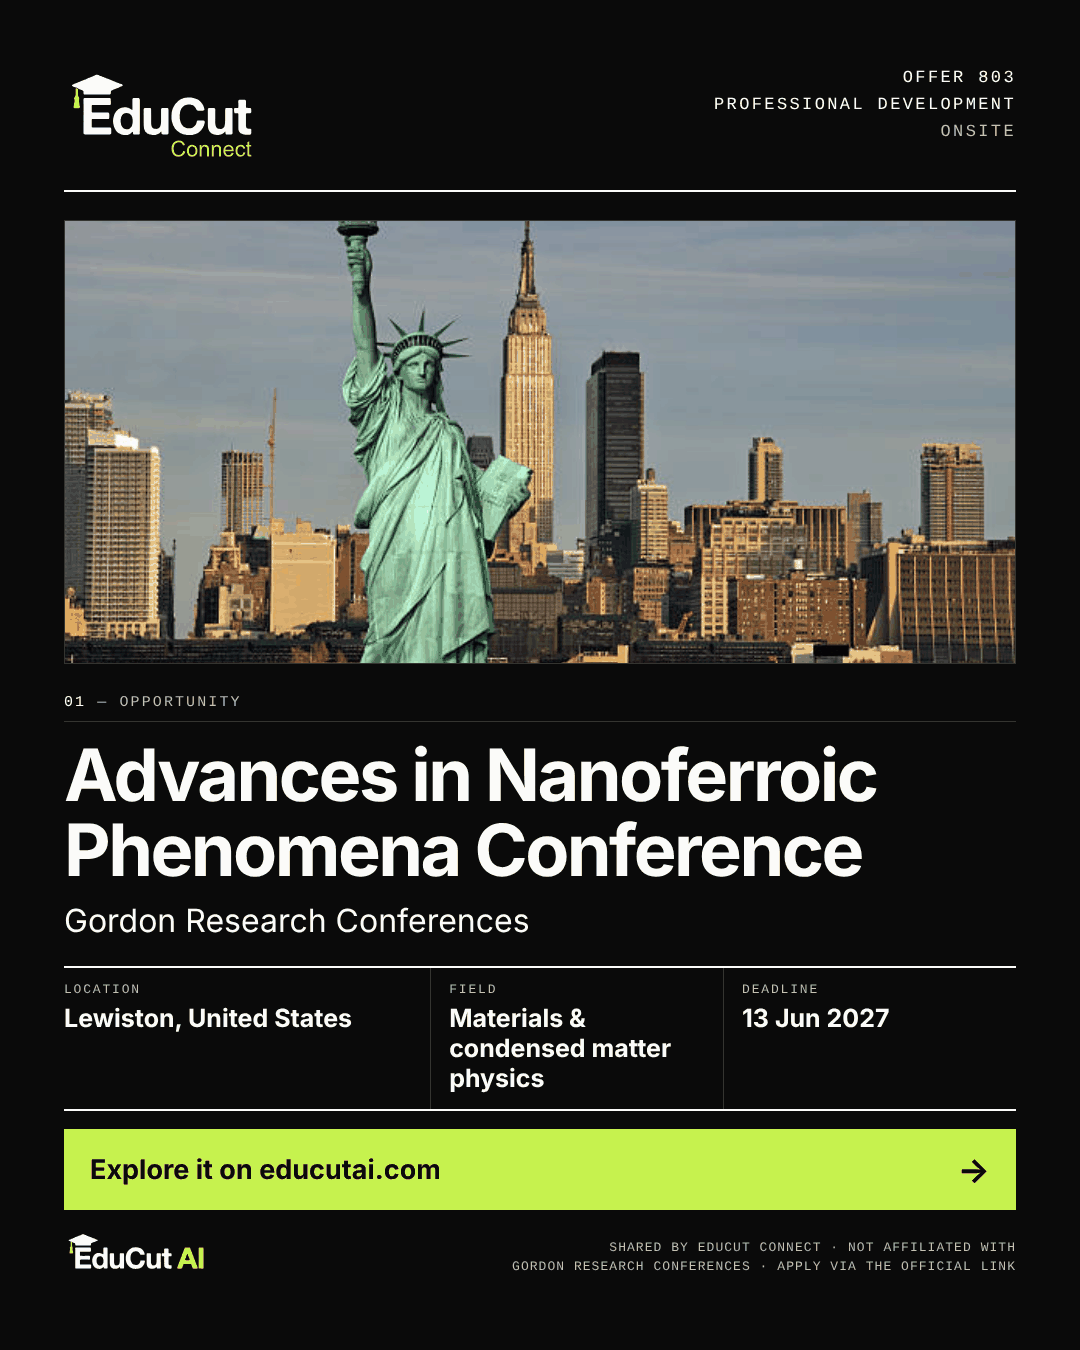 EduCut
Connect
OFFER 803
PROFESSIONAL DEVELOPMENT
ONSITE
01 — OPPORTUNITY
Advances in Nanoferroic
Phenomena Conference
Gordon Research Conferences
LOCATION
Lewiston, United States
FIELD
Materials &
condensed matter
physics
DEADLINE
13 Jun 2027
Explore it on educutai.com →
EduCut AI
SHARED BY EDUCUT CONNECT · NOT AFFILIATED WITH
GORDON RESEARCH CONFERENCES · APPLY VIA THE OFFICIAL LINK